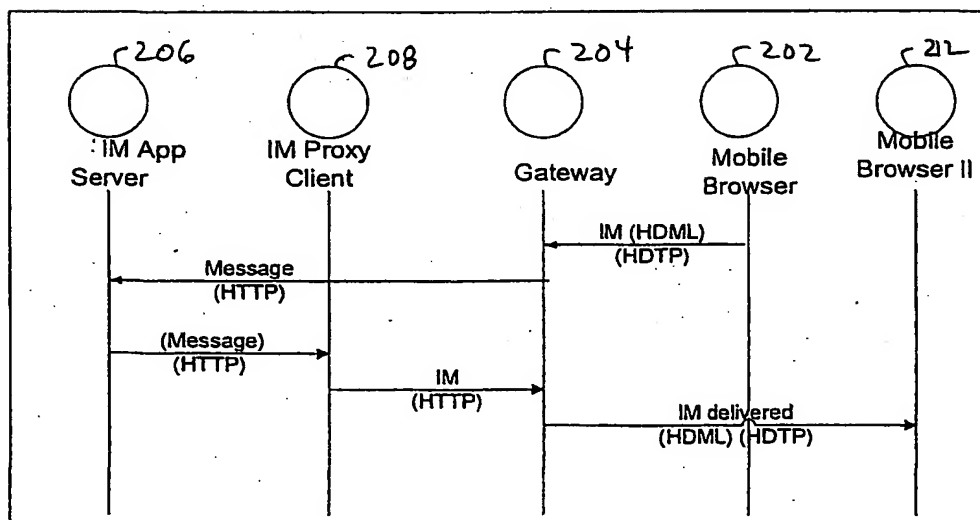 206
208
204
202
212
: IM App
Server
IM Proxy
Client
Gateway
Mobile
Browser
Mobile
Browser II
IM (HDML)
(HDTP)
Message
(HTTP)
(Message)
(HTTP)
IM
(HTTP)
IM delivered
(HDML) (HDTP)